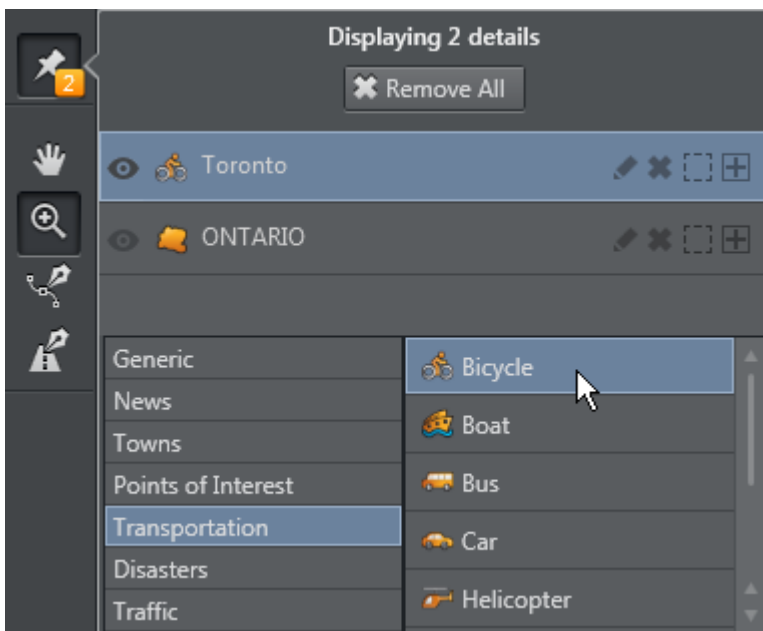 Displaying 2 details
2
Remove All
Toronto
ONTARIO
Generic
News
Towns
Points of Interest
Transportation
Disasters
Traffic
Bicycle
Boat
Bus
Car
Helicopter